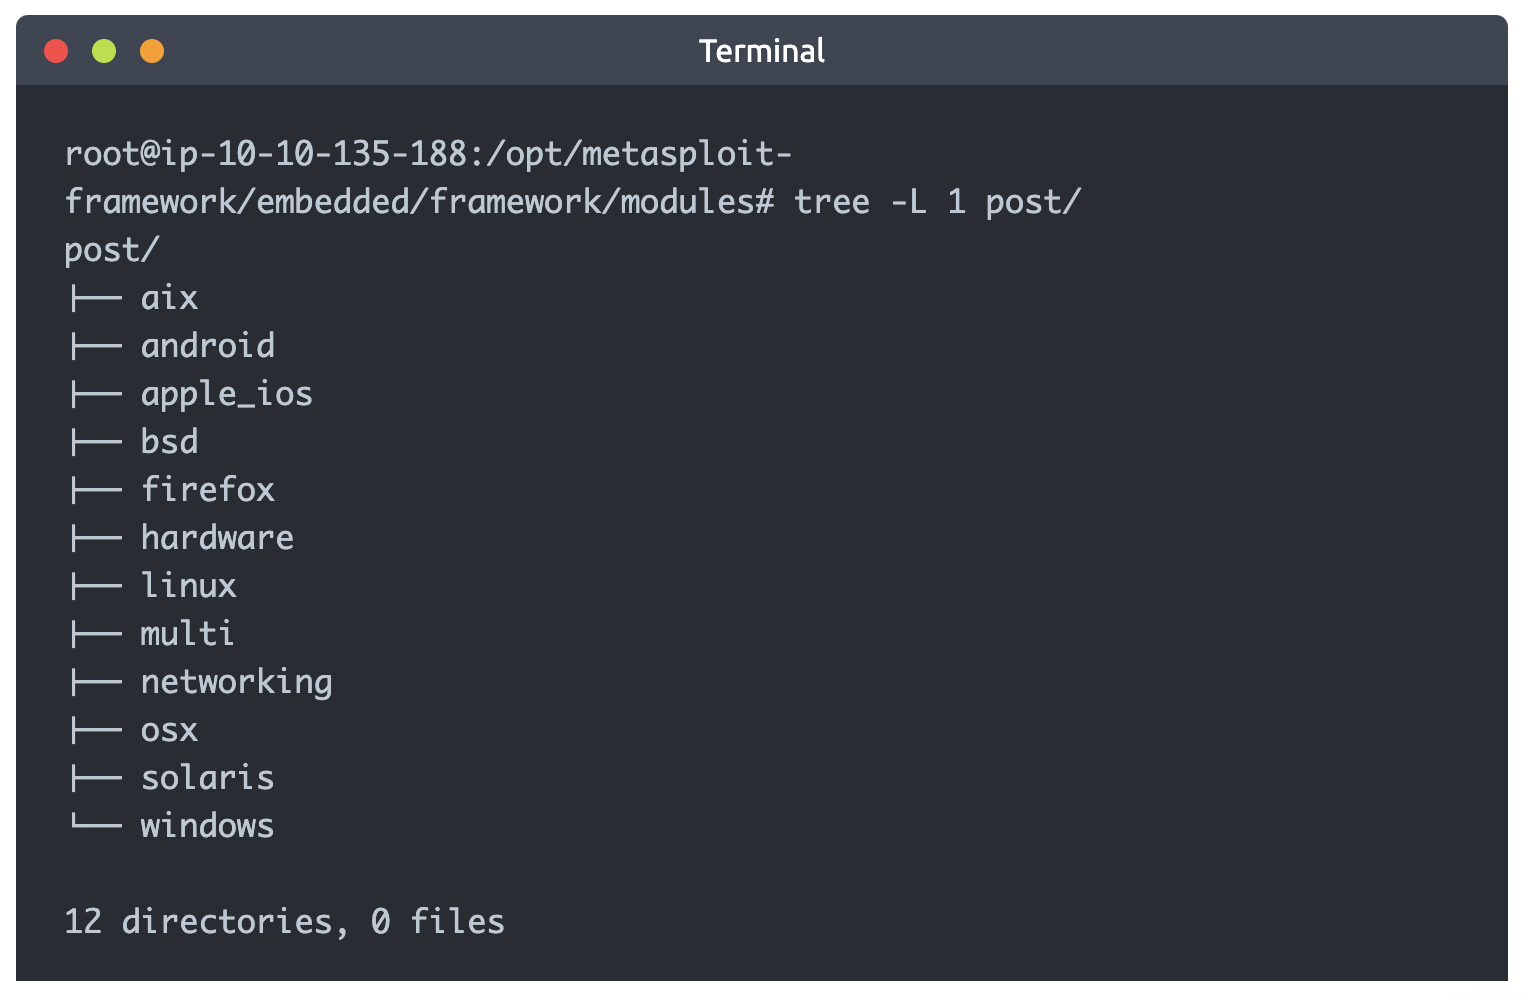 Terminal
root@ip-10-10-135-188:/opt/metasploit-
framework/embedded/framework/modules# tree -L 1 post/
post/
├── aix
├── android
├── apple_ios
├── bsd
├── firefox
├── hardware
├── linux
├── multi
├── networking
├── osx
├── solaris
└── windows
12 directories, 0 files